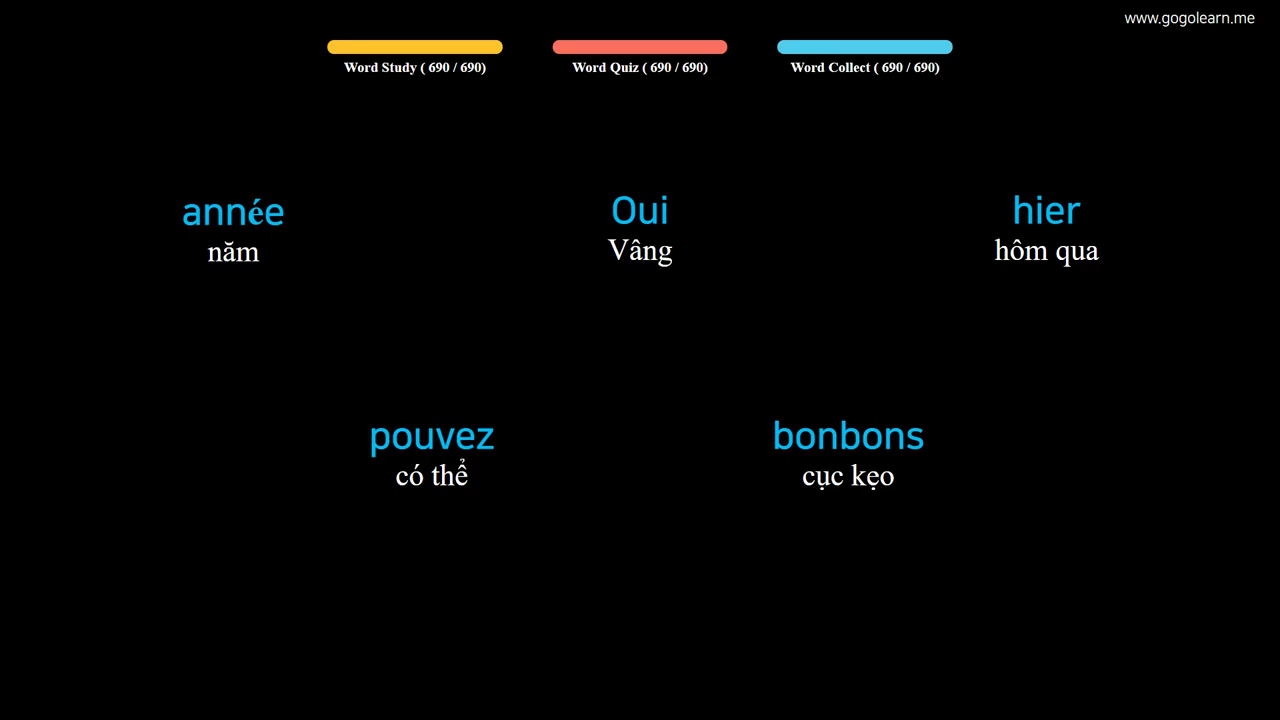 www.gogolearn.me
Word Study ( 690 / 690)
Word Quiz ( 690 / 690)
Word Collect ( 690 / 690)
année
năm
Oui
Vâng
hier
hôm qua
pouvez
có thể
bonbons
cục kẹo